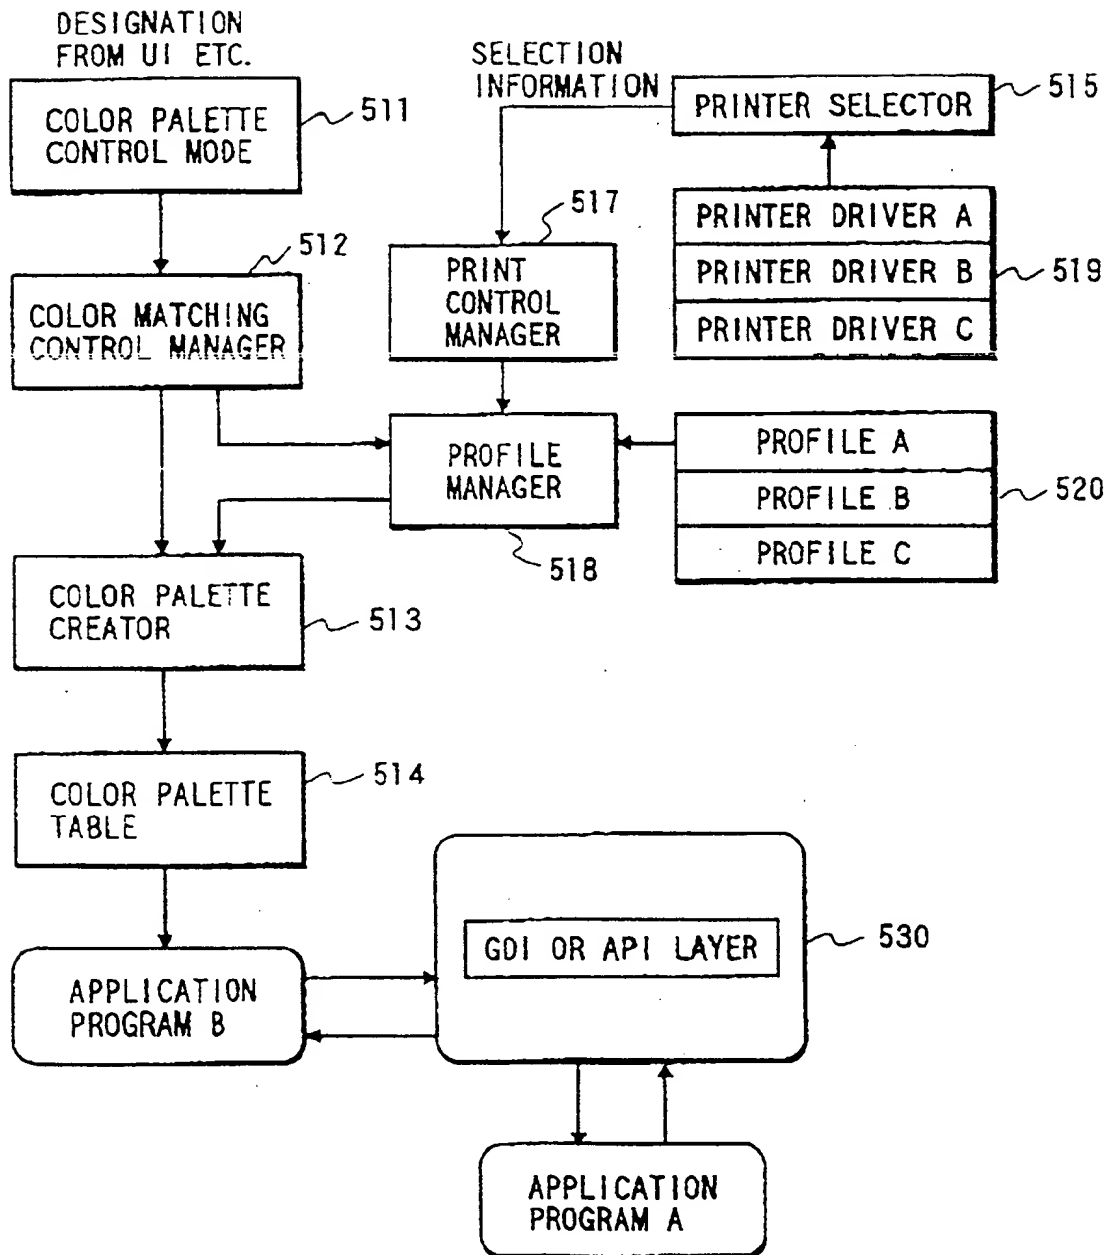 DESIGNATION
FROM UI ETC.
COLOR PALETTE
CONTROL MODE
511
SELECTION
INFORMATION
PRINTER SELECTOR
515
PRINTER DRIVER A
PRINTER DRIVER B
PRINTER DRIVER C
519
512
COLOR MATCHING
CONTROL MANAGER
517
PRINT
CONTROL
MANAGER
PROFILE
MANAGER
518
PROFILE A
PROFILE B
PROFILE C
520
COLOR PALETTE
CREATOR
513
COLOR PALETTE
TABLE
514
GDI OR API LAYER
530
APPLICATION
PROGRAM B
APPLICATION
PROGRAM A